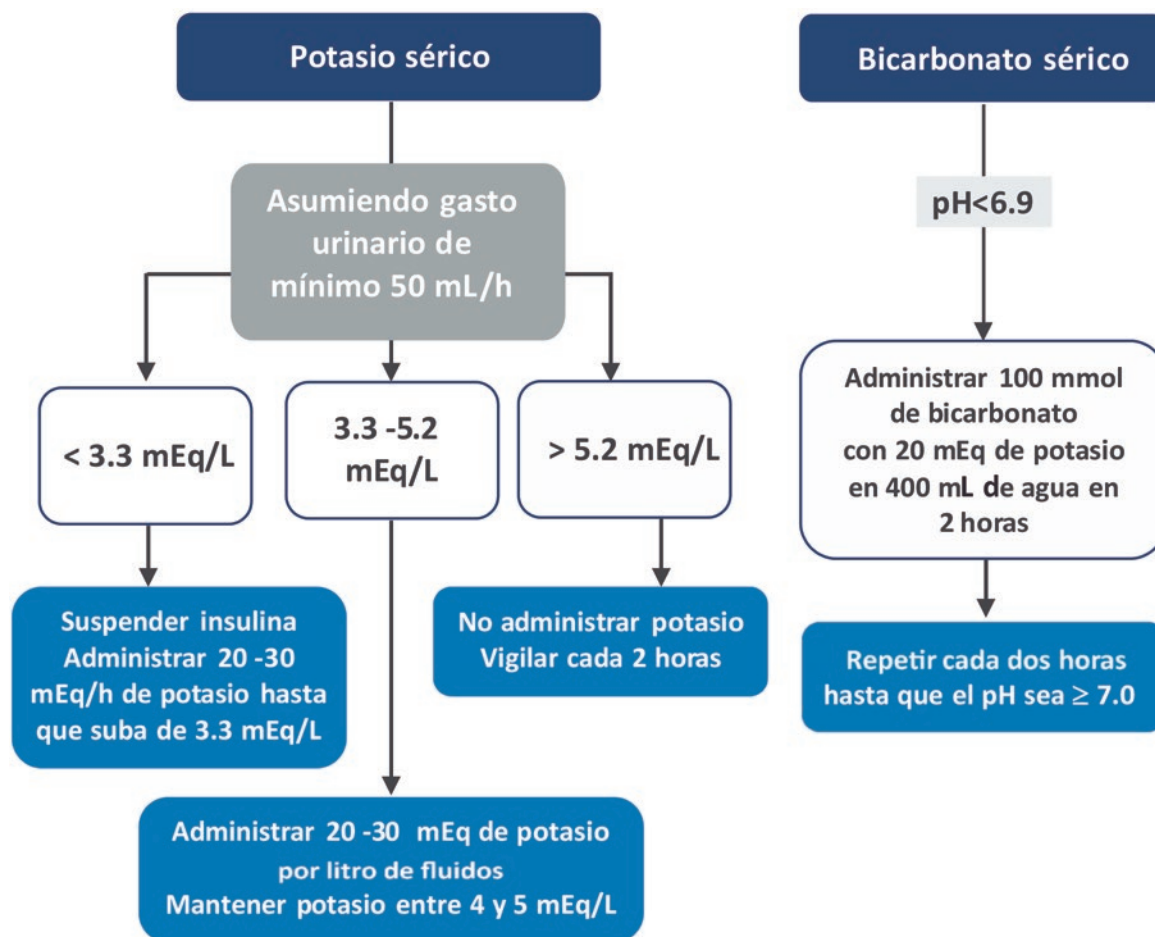 Potasio sérico
Asumiendo gasto
urinario de
mínimo 50 mL/h
< 3.3 mEq/L
3.3 -5.2
mEq/L
> 5.2 mEq/L
Suspender insulina
Administrar 20 -30
mEq/h de potasio hasta
que suba de 3.3 mEq/L
No administrar potasio
Vigilar cada 2 horas
Administrar 20 -30 mEq de potasio
por litro de fluidos
Mantener potasio entre 4 y 5 mEq/L
Bicarbonato sérico
pH<6.9
Administrar 100 mmol
de bicarbonato
con 20 mEq de potasio
en 400 mL de agua en
2 horas
Repetir cada dos horas
hasta que el pH sea ≥ 7.0